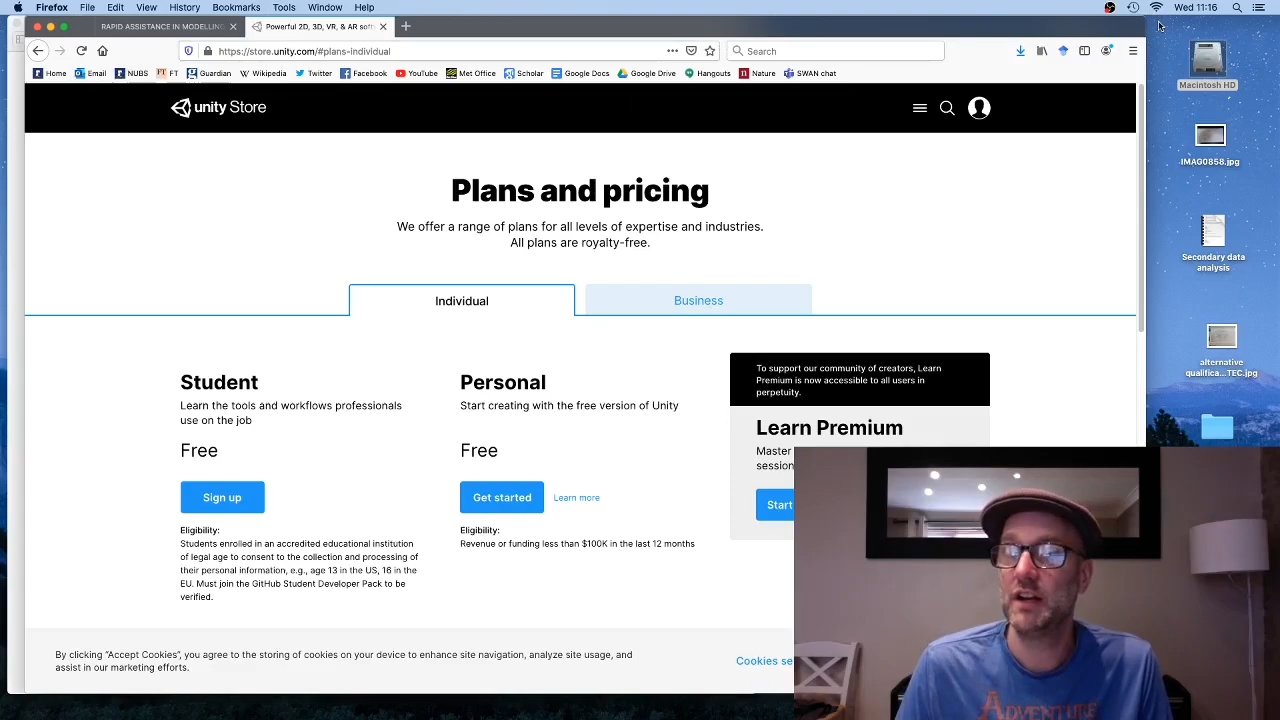 Firefox File Edit View History Bookmarks Tools Window Help Wed 11:16
RAPID ASSISTANCE IN MODELLING Powerful 2D, 3D, VR, & AR soft
https://store.unity.com/#plans-individual Search
Home Email NUBS FT Guardian Wikipedia Twitter Facebook YouTube Met Office Scholar Google Docs Google Drive Hangouts Nature SWAN chat
Macintosh HD
unity Store
IMAG0858.jpg
Plans and pricing
We offer a range of plans for all levels of expertise and industries.
All plans are royalty-free.
Secondary data
analysis
Individual Business
alternative
qualifica...TEC.jpg
To support our community of creators, Learn
Premium is now accessible to all users in
perpetuity.
Student
Learn the tools and workflows professionals
use on the job
Free
Sign up
Eligibility:
Students enrolled in an accredited educational institution
of legal age to consent to the collection and processing of
their personal information, e.g., age 13 in the US, 16 in the
EU. Must join the GitHub Student Developer Pack to be
verified.
Personal
Start creating with the free version of Unity
Free
Get started Learn more
Eligibility:
Revenue or funding less than $100K in the last 12 months
Learn Premium
Master
session
Start
By clicking “Accept Cookies”, you agree to the storing of cookies on your device to enhance site navigation, analyze site usage, and
assist in our marketing efforts.
Cookies se
ADVENTURE